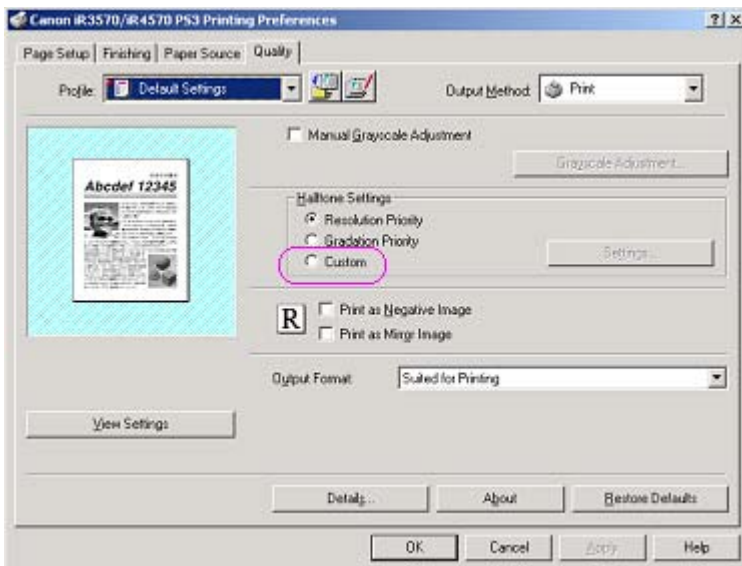 Canon iR3570/iR4570 PS3 Printing Preferences
Page Setup Finishing Paper Source Quality
Profile: Default Settings Output Method: Print
Manual Grayscale Adjustment
Grayscale Adjustment...
Abcdef 12345
Halftone Settings
Resolution Priority
Gradation Priority
Custom
Settings...
R
Print as Negative Image
Print as Mirror Image
Output Format: Suited for Printing
View Settings
Details... About Restore Defaults
OK Cancel Apply Help